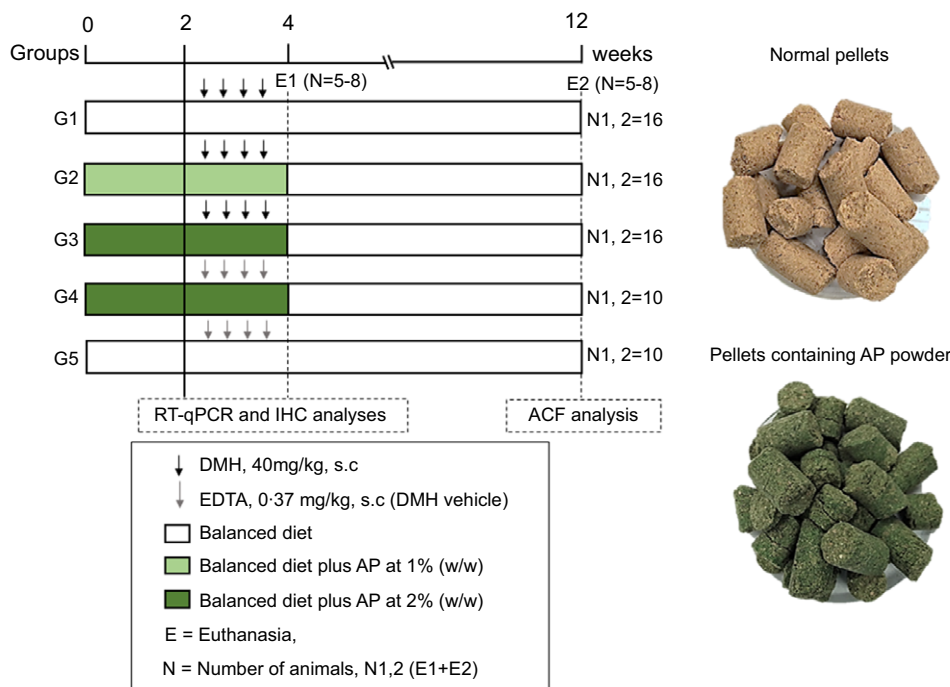 0 2 4 12
Groups weeks
E1 (N=5-8) E2 (N=5-8)
G1 N1, 2=16
G2 N1, 2=16
G3 N1, 2=16
G4 N1, 2=10
G5 N1, 2=10
RT-qPCR and IHC analyses ACF analysis
DMH, 40mg/kg, s.c
EDTA, 0·37 mg/kg, s.c (DMH vehicle)
Balanced diet
Balanced diet plus AP at 1% (w/w)
Balanced diet plus AP at 2% (w/w)
E = Euthanasia,
N = Number of animals, N1,2 (E1+E2)
Normal pellets
Pellets containing AP powder